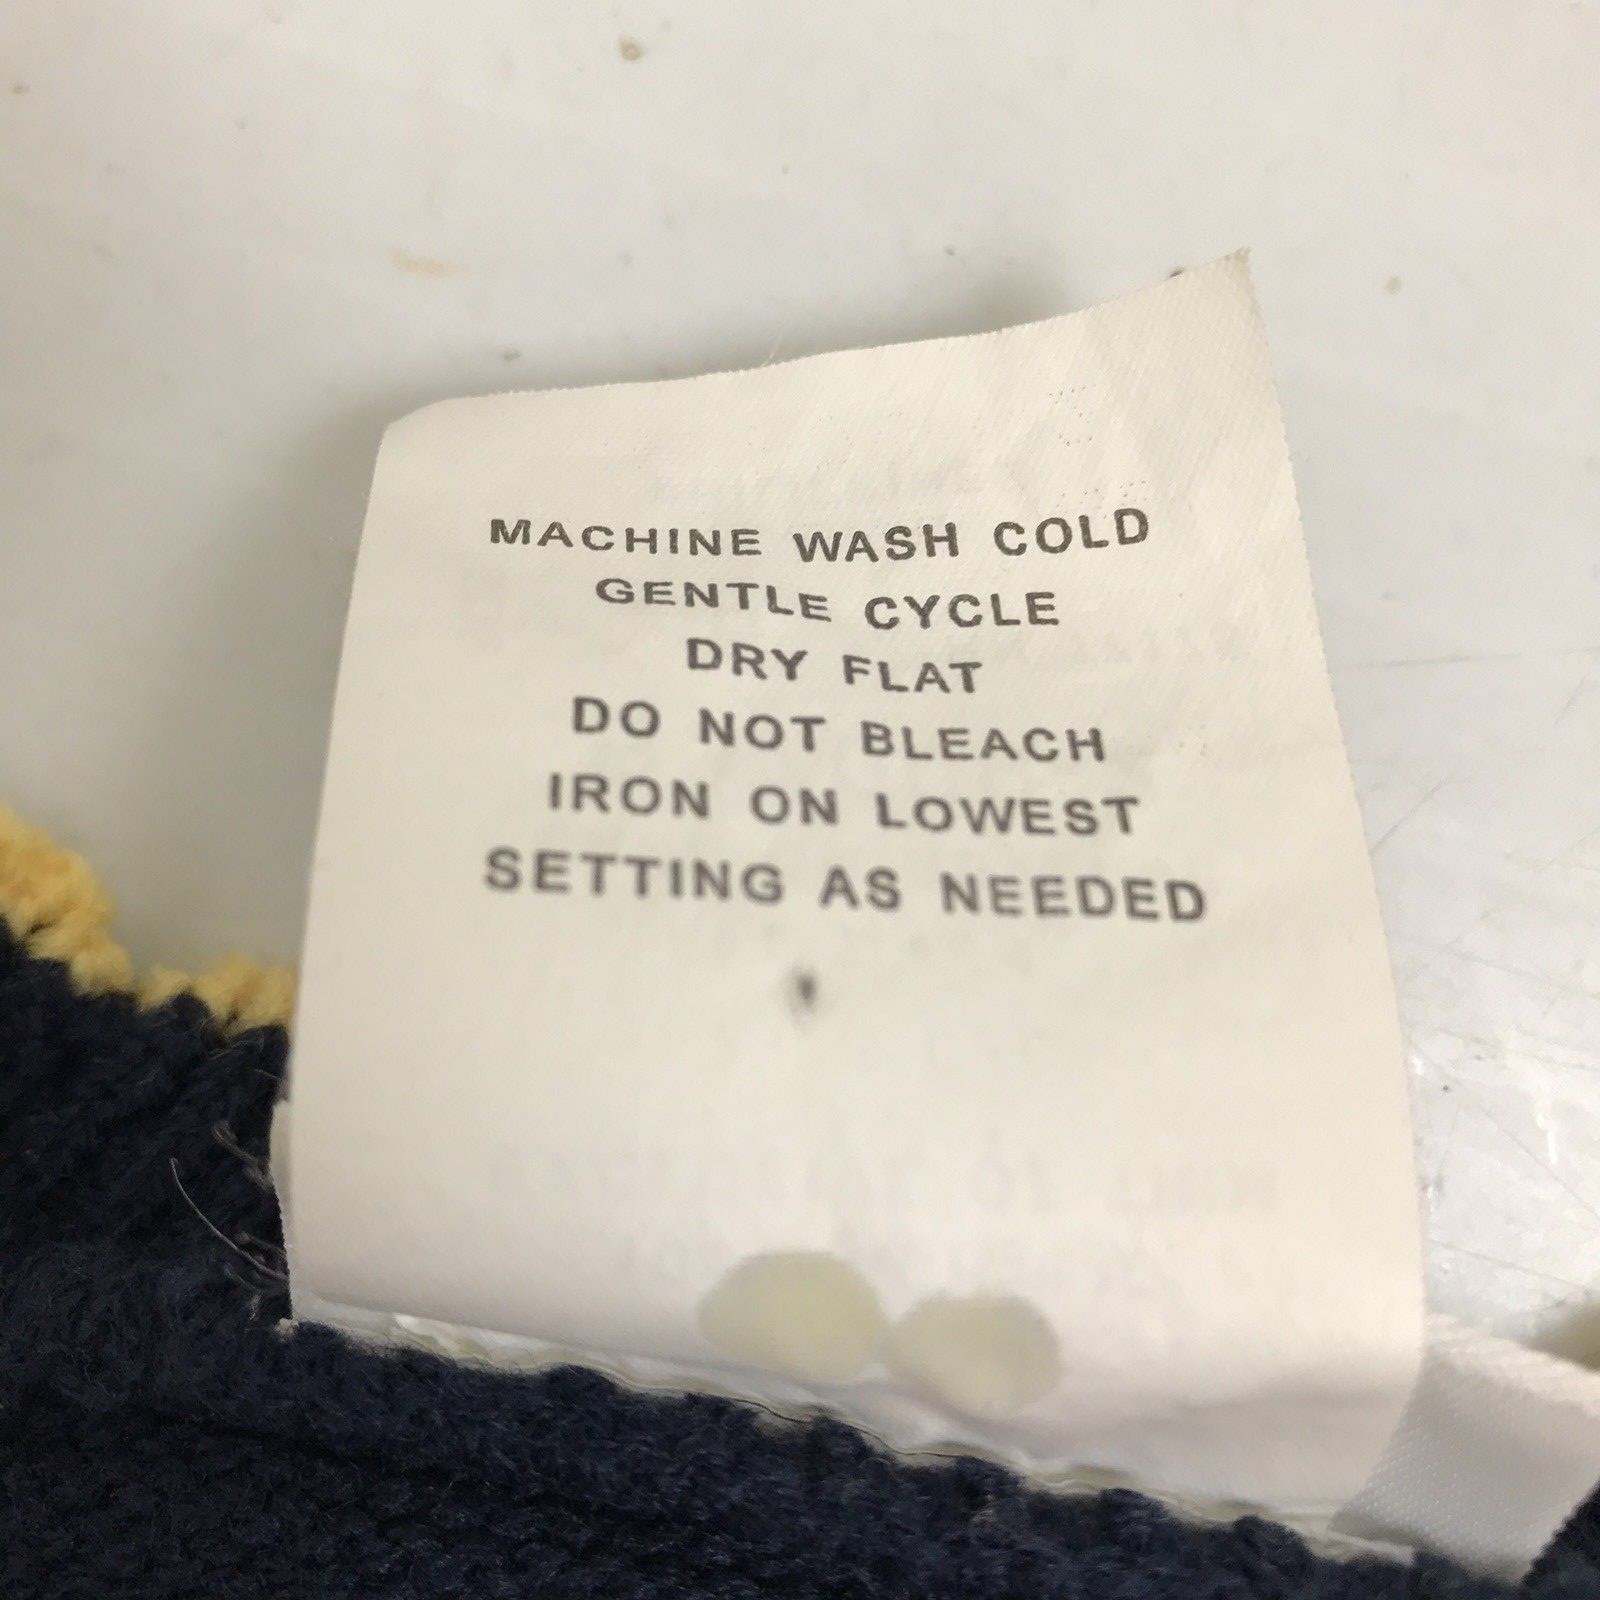 MACHINE WASH COLD
GENTLE CYCLE
DRY FLAT
DO NOT BLEACH
IRON ON LOWEST
SETTING AS NEEDED